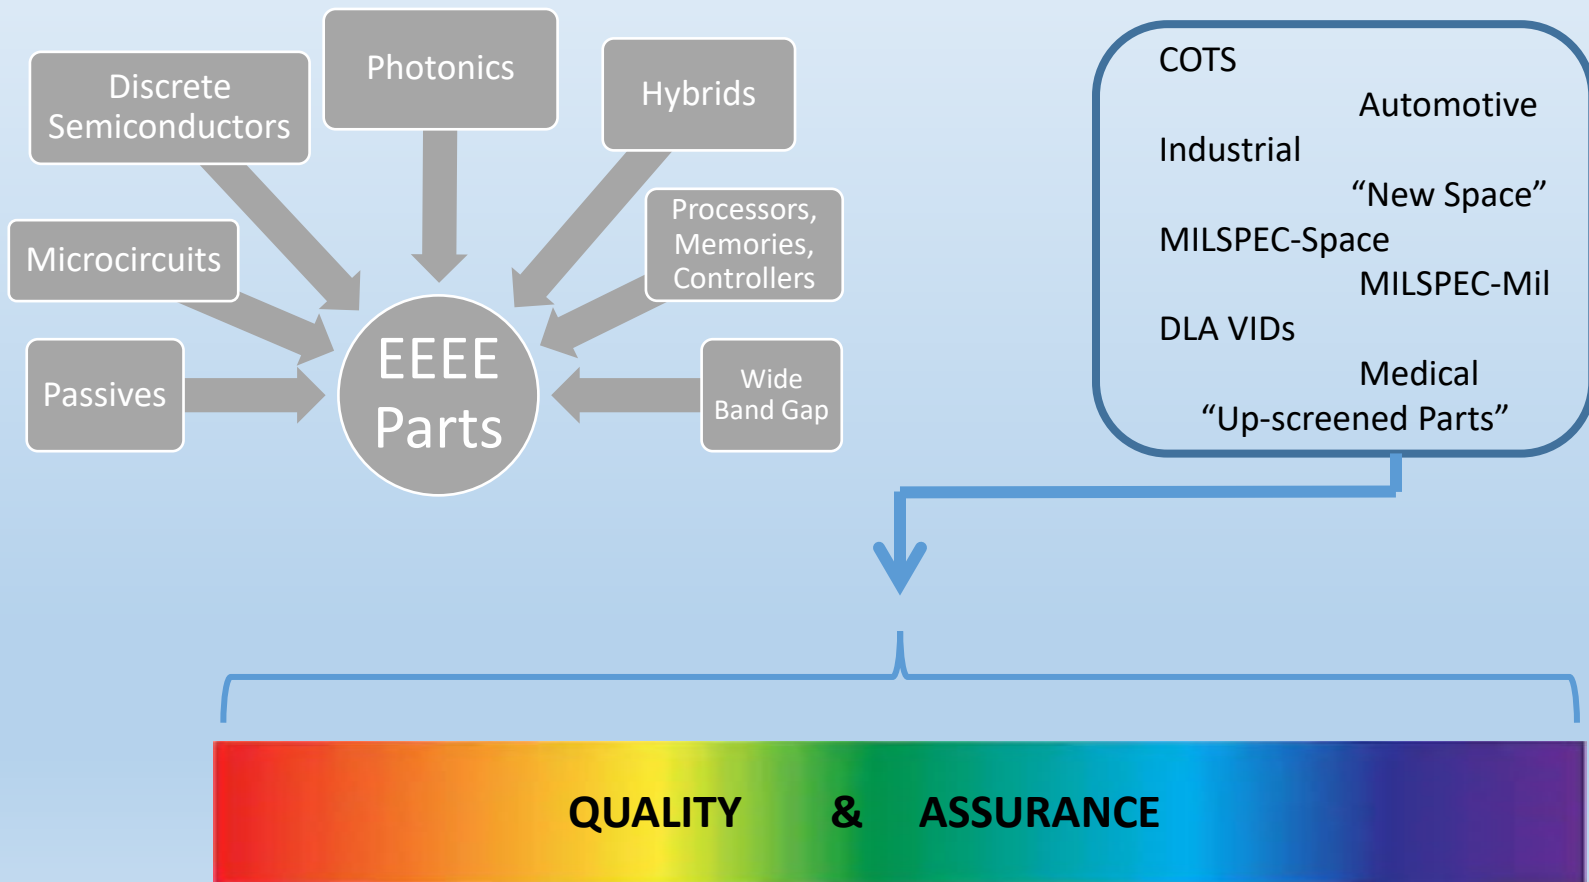 Photonics
Discrete
Semiconductors
Hybrids
Microcircuits
Processors,
Memories,
Controllers
Passives
EEEE
Parts
Wide
Band Gap
COTS
Automotive
Industrial
“New Space”
MILSPEC-Space
MILSPEC-Mil
DLA VIDs
Medical
“Up-screened Parts”
QUALITY & ASSURANCE